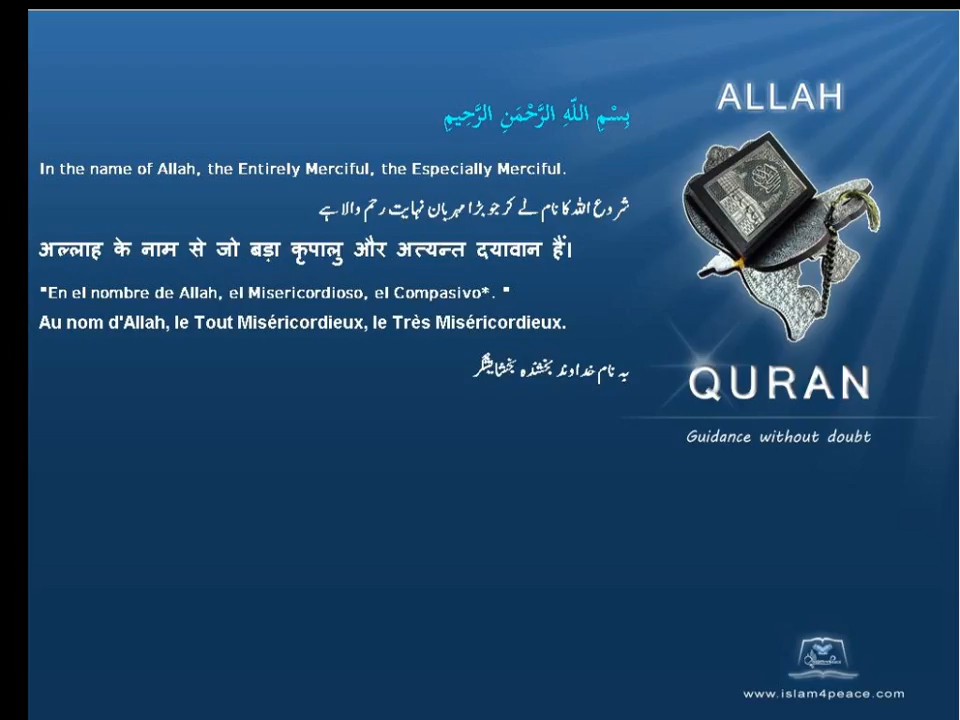 بِسْمِ اللَّهِ الرَّحْمَنِ الرَّحِيمِ
In the name of Allah, the Entirely Merciful, the Especially Merciful.
شروع الله کا نام لے کر جو بڑا مہربان نہایت رحم والا ہے
अल्लाह के नाम से जो बड़ा कृपालु और अत्यन्त दयावान हैं।
"En el nombre de Allah, el Misericordioso, el Compasivo*. "
Au nom d'Allah, le Tout Miséricordieux, le Très Miséricordieux.
به نام خداوند بخشنده بخشایشگر
ALLAH
QURAN
Guidance without doubt
www.islam4peace.com